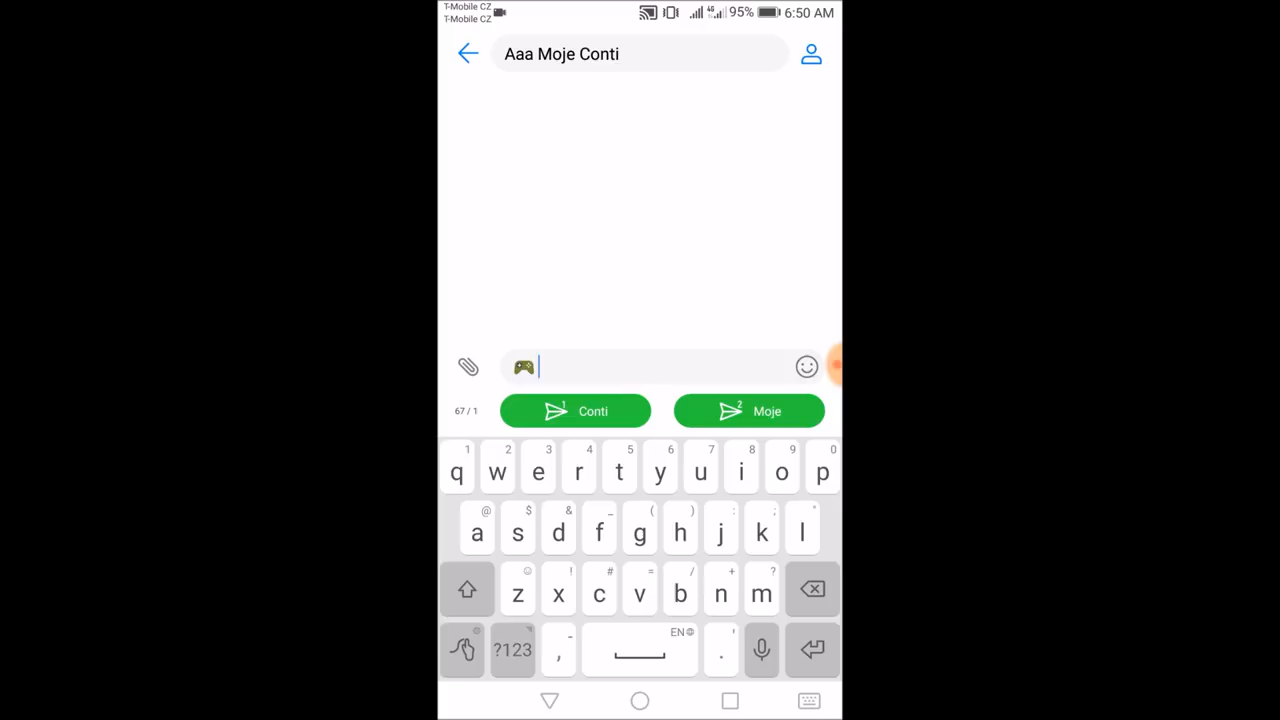 T-Mobile CZ
T-Mobile CZ
4G 95% 6:50 AM
Aaa Moje Conti
67 / 1
1 Conti
2 Moje
1 2 3 4 5 6 7 8 9 0
q w e r t y u i o p
@ $ & _ ( ) : ; "
a s d f g h j k l
! # = / + ?
z x c v b n m
- EN '
?123 , .